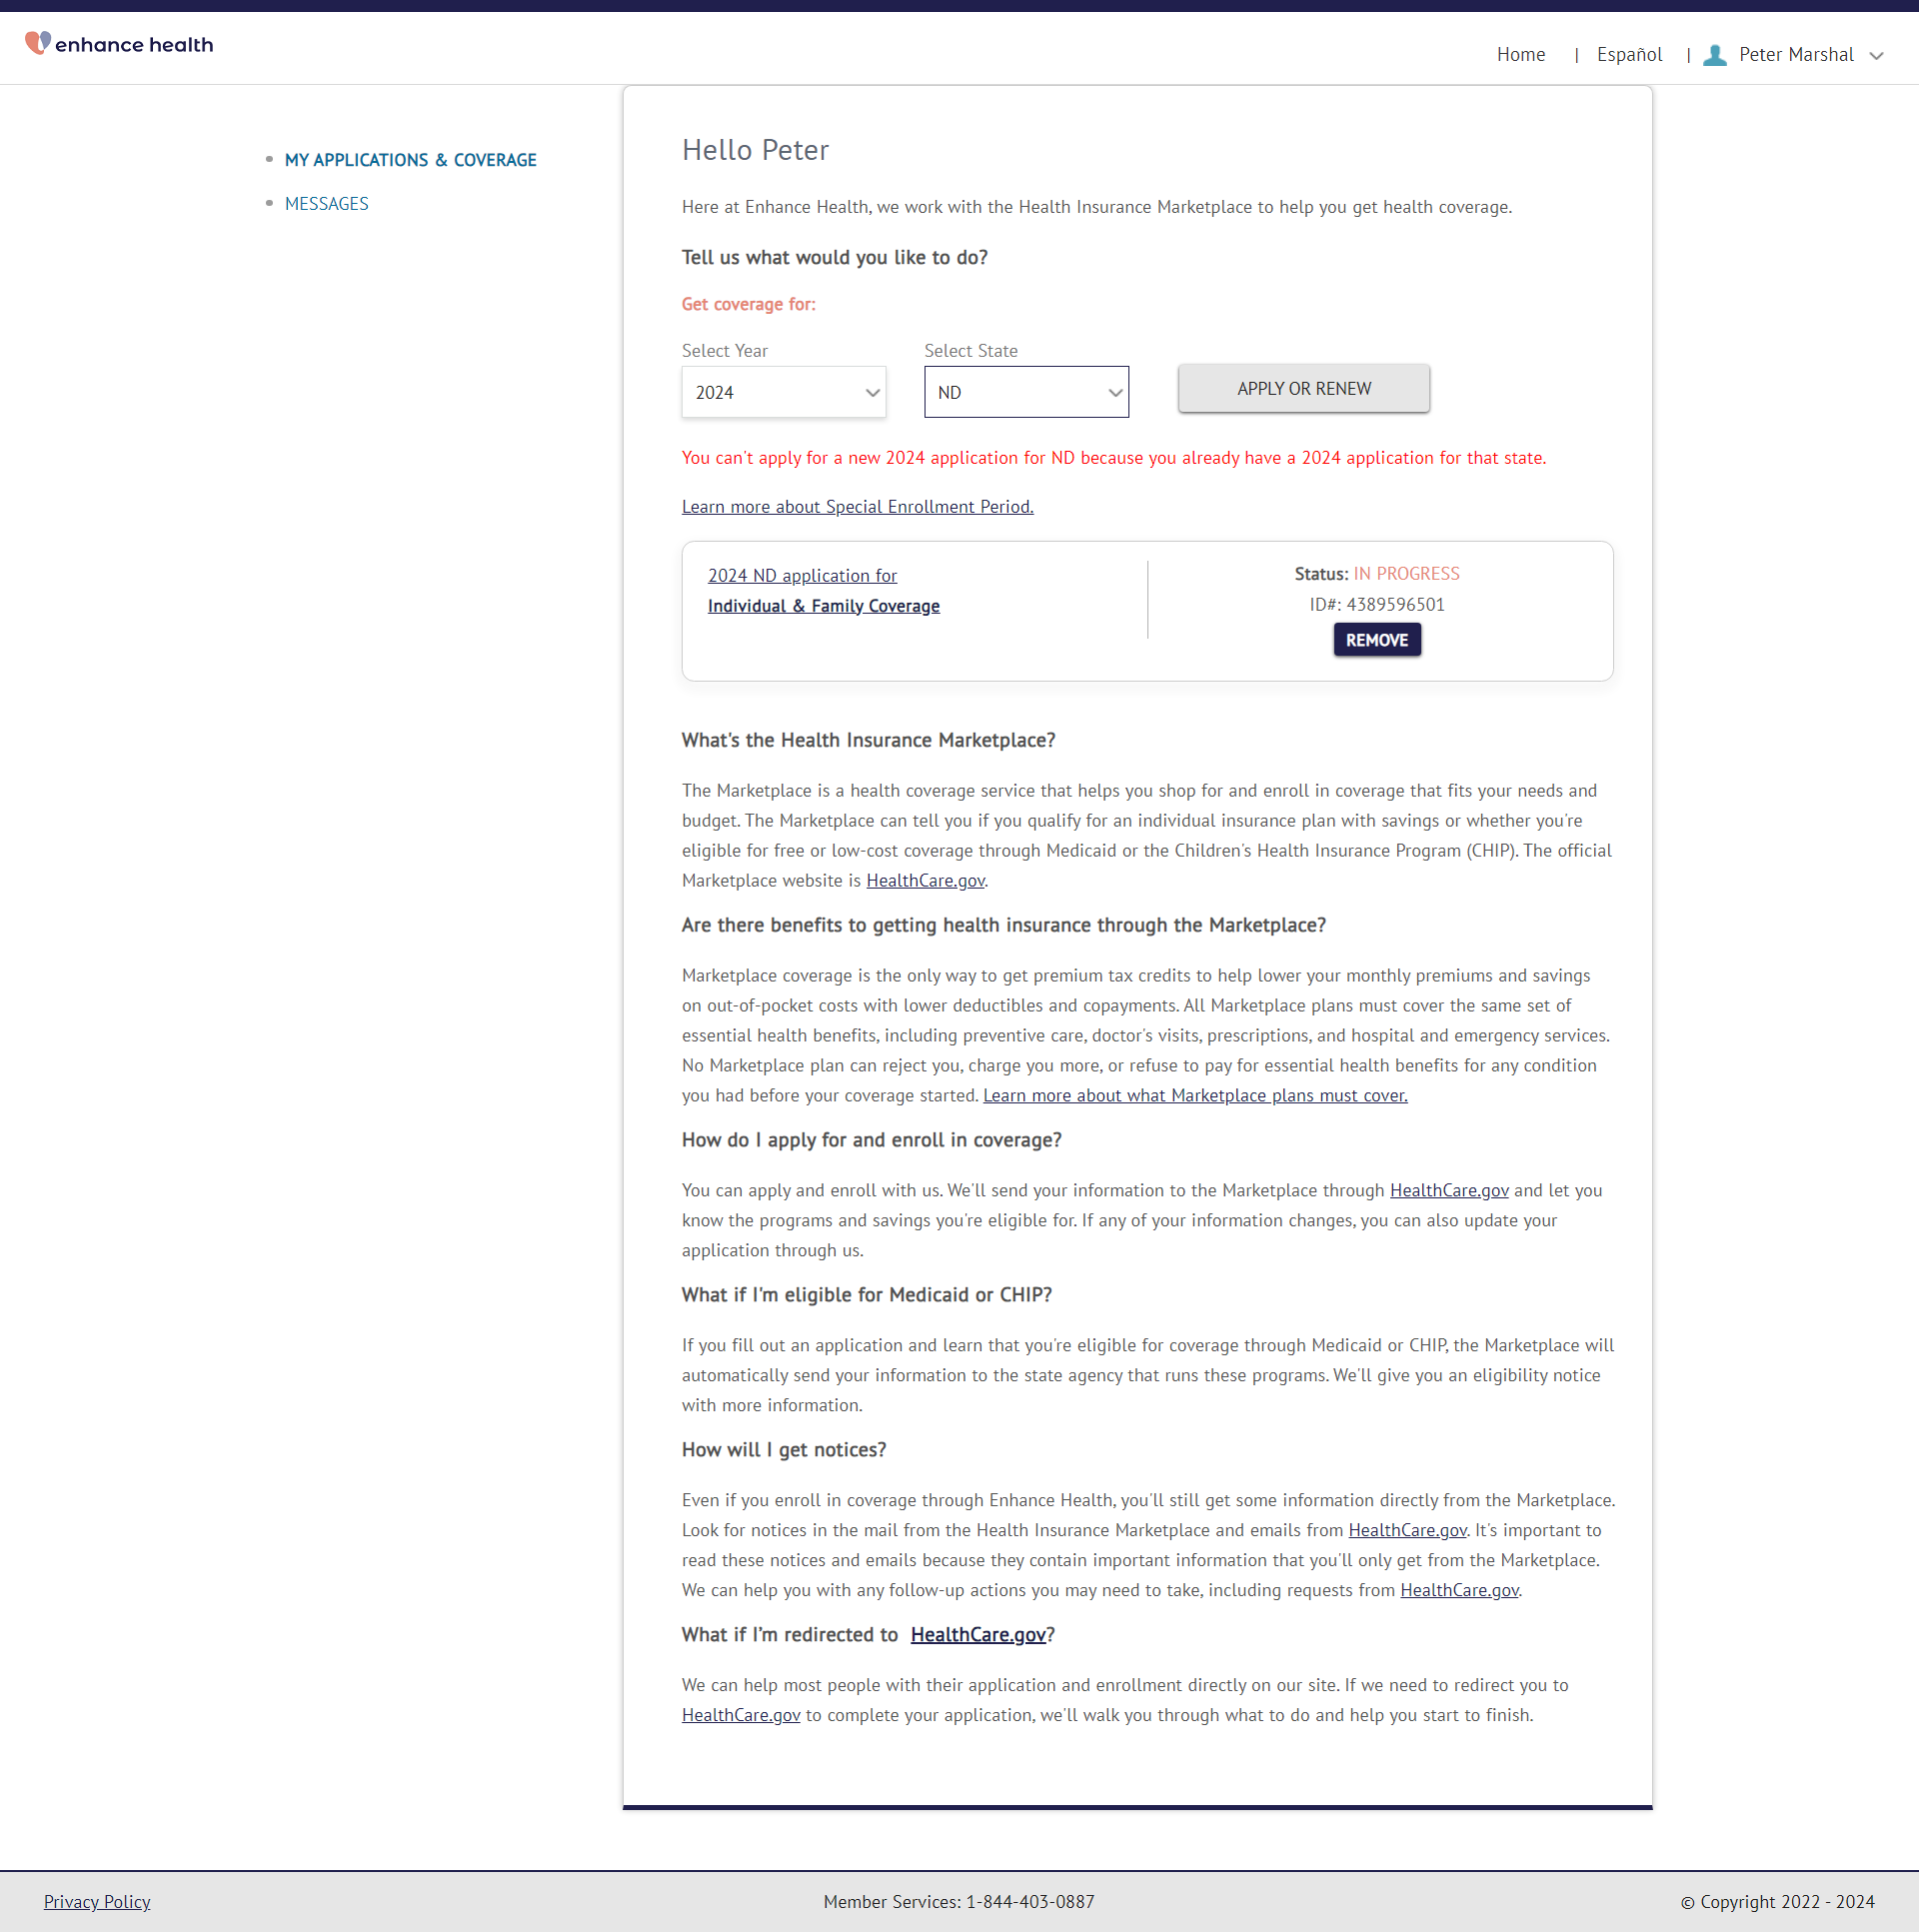 enhance health
Home | Español | Peter Marshal
MY APPLICATIONS & COVERAGE
MESSAGES
Hello Peter
Here at Enhance Health, we work with the Health Insurance Marketplace to help you get health coverage.
Tell us what would you like to do?
Get coverage for:
Select Year
Select State
2024
ND
APPLY OR RENEW
You can't apply for a new 2024 application for ND because you already have a 2024 application for that state.
Learn more about Special Enrollment Period.
2024 ND application for
Individual & Family Coverage
Status: IN PROGRESS
ID#: 4389596501
REMOVE
What's the Health Insurance Marketplace?
The Marketplace is a health coverage service that helps you shop for and enroll in coverage that fits your needs and
budget. The Marketplace can tell you if you qualify for an individual insurance plan with savings or whether you're
eligible for free or low-cost coverage through Medicaid or the Children's Health Insurance Program (CHIP). The official
Marketplace website is HealthCare.gov.
Are there benefits to getting health insurance through the Marketplace?
Marketplace coverage is the only way to get premium tax credits to help lower your monthly premiums and savings
on out-of-pocket costs with lower deductibles and copayments. All Marketplace plans must cover the same set of
essential health benefits, including preventive care, doctor's visits, prescriptions, and hospital and emergency services.
No Marketplace plan can reject you, charge you more, or refuse to pay for essential health benefits for any condition
you had before your coverage started. Learn more about what Marketplace plans must cover.
How do I apply for and enroll in coverage?
You can apply and enroll with us. We'll send your information to the Marketplace through HealthCare.gov and let you
know the programs and savings you're eligible for. If any of your information changes, you can also update your
application through us.
What if I'm eligible for Medicaid or CHIP?
If you fill out an application and learn that you're eligible for coverage through Medicaid or CHIP, the Marketplace will
automatically send your information to the state agency that runs these programs. We'll give you an eligibility notice
with more information.
How will I get notices?
Even if you enroll in coverage through Enhance Health, you'll still get some information directly from the Marketplace.
Look for notices in the mail from the Health Insurance Marketplace and emails from HealthCare.gov. It's important to
read these notices and emails because they contain important information that you'll only get from the Marketplace.
We can help you with any follow-up actions you may need to take, including requests from HealthCare.gov.
What if I’m redirected to HealthCare.gov?
We can help most people with their application and enrollment directly on our site. If we need to redirect you to
HealthCare.gov to complete your application, we'll walk you through what to do and help you start to finish.
Privacy Policy
Member Services: 1-844-403-0887
© Copyright 2022 - 2024